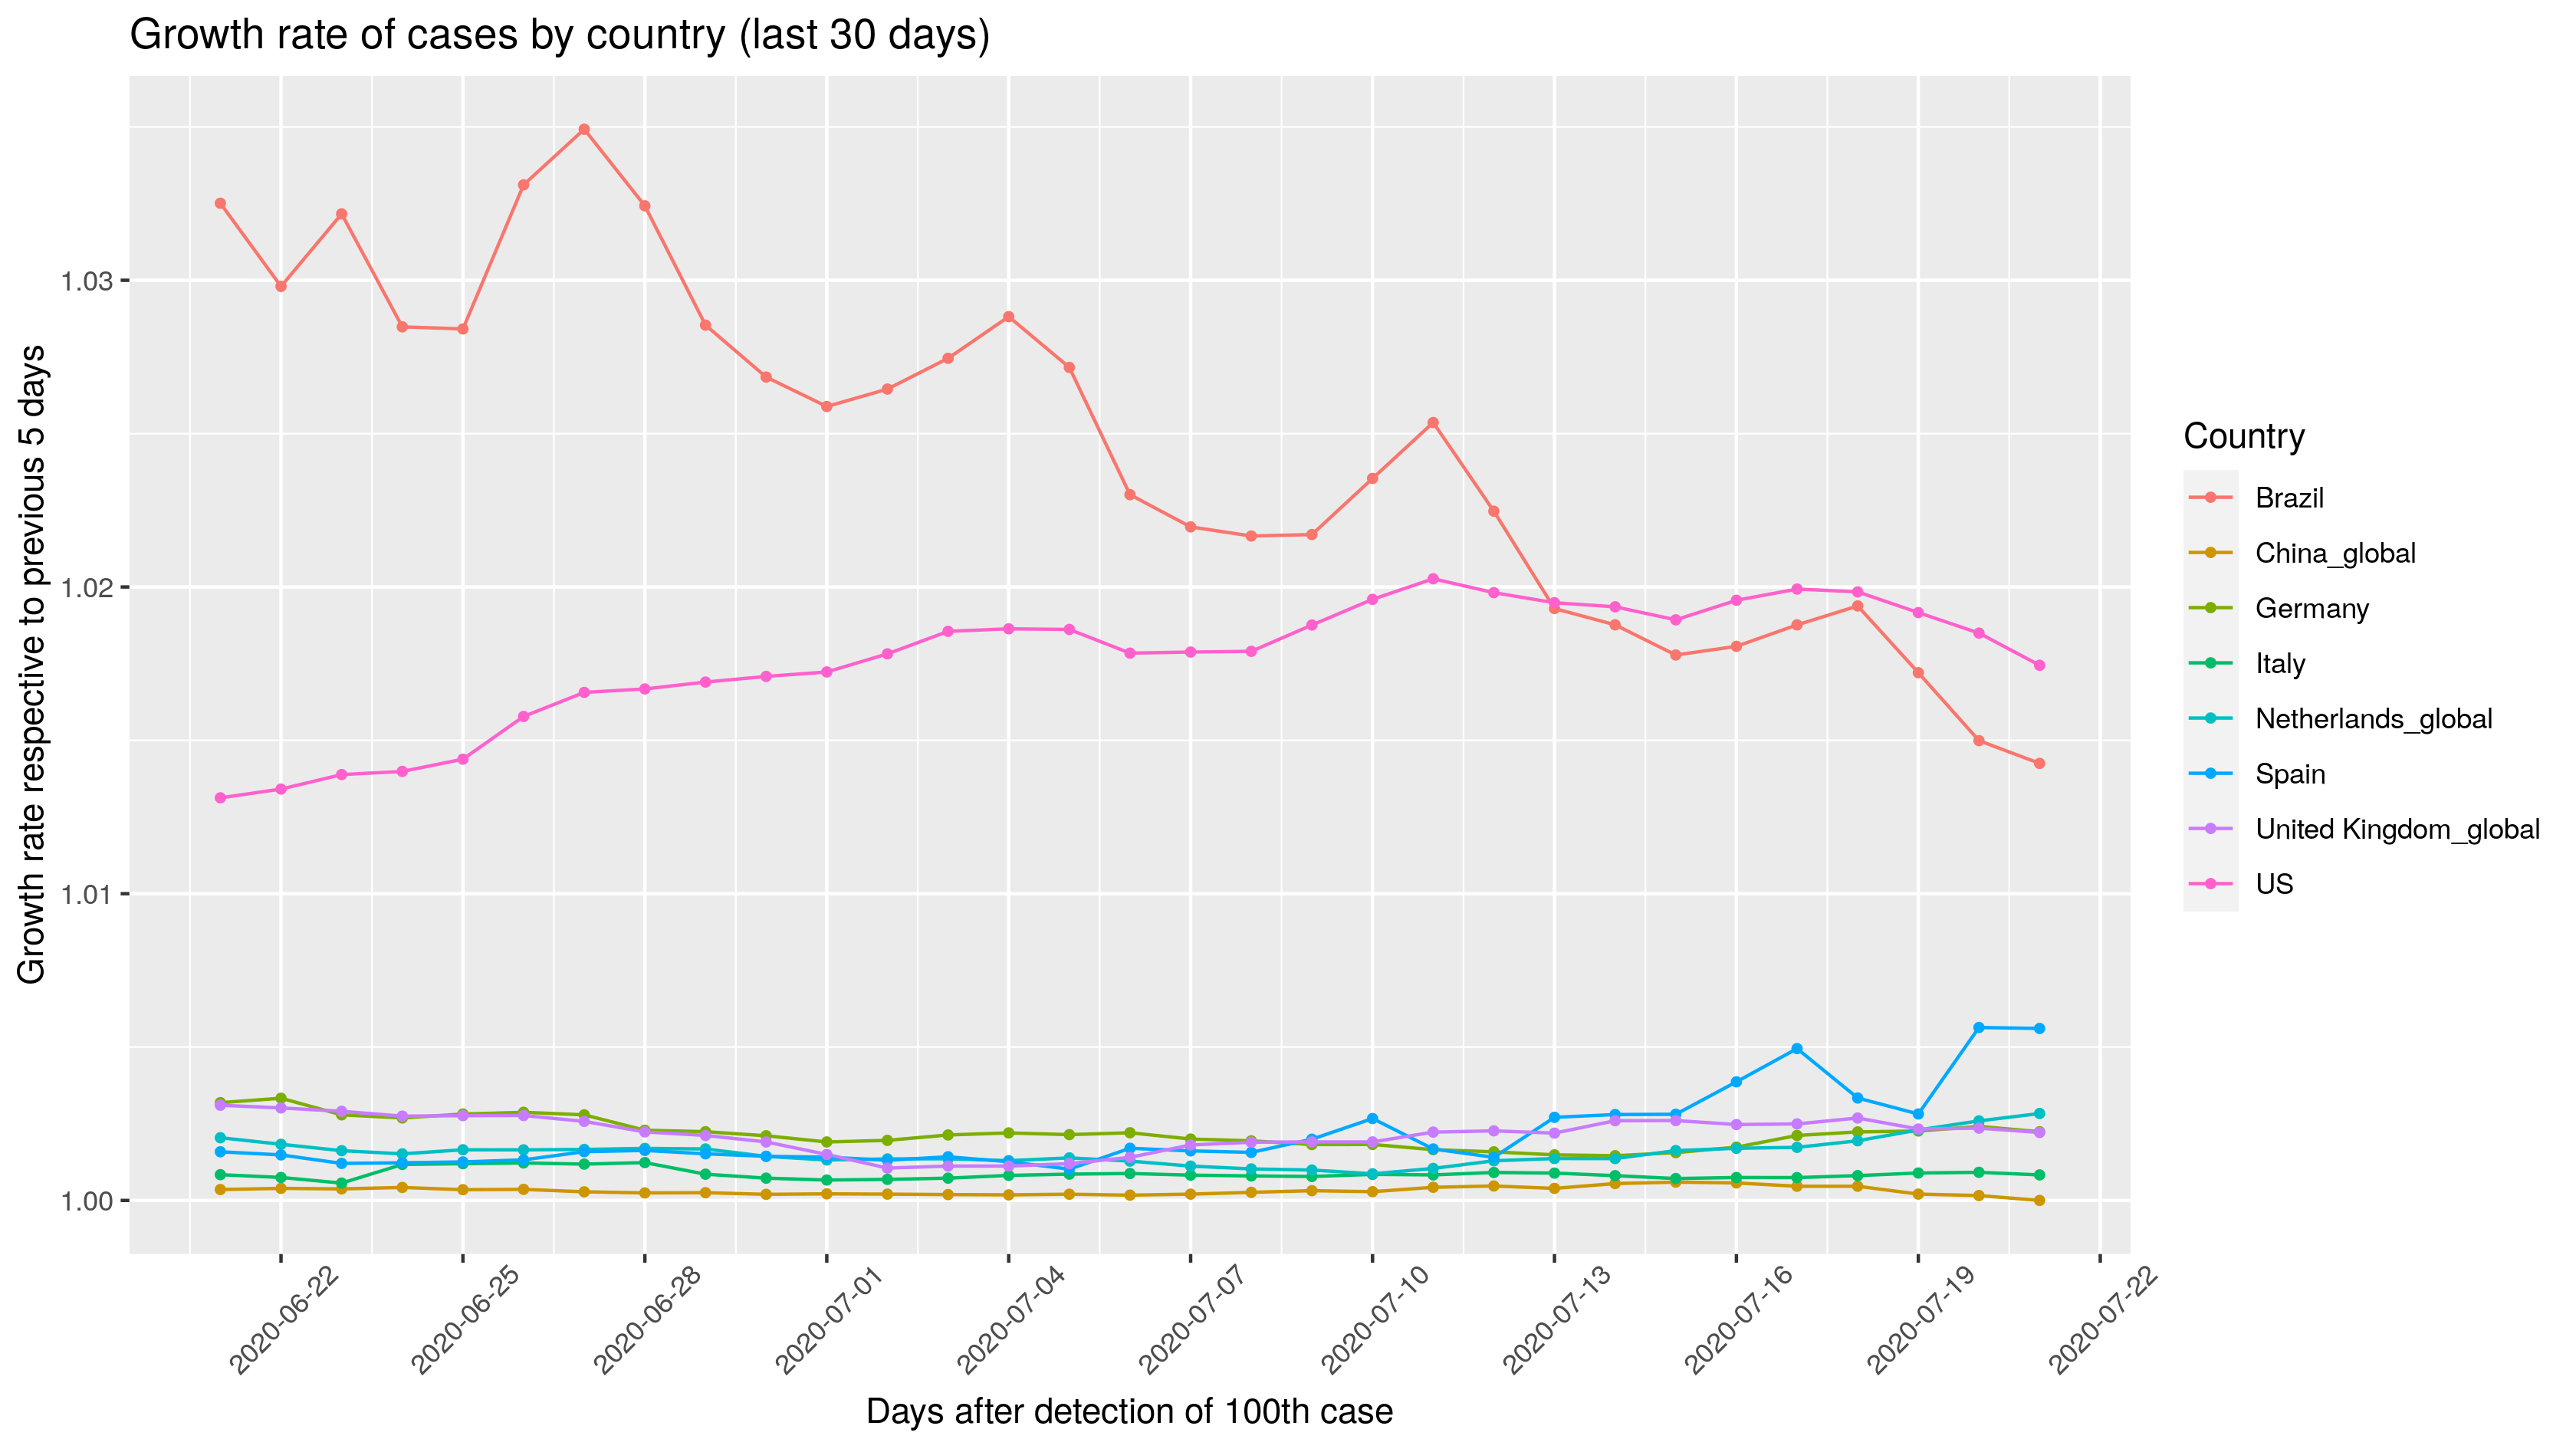 Growth rate of cases by country (last 30 days)
Growth rate respective to previous 5 days
1.03
1.02
1.01
1.00
2020-06-22
2020-06-25
2020-06-28
2020-07-01
2020-07-04
2020-07-07
2020-07-10
2020-07-13
2020-07-16
2020-07-19
2020-07-22
Days after detection of 100th case
Country
Brazil
China_global
Germany
Italy
Netherlands_global
Spain
United Kingdom_global
US